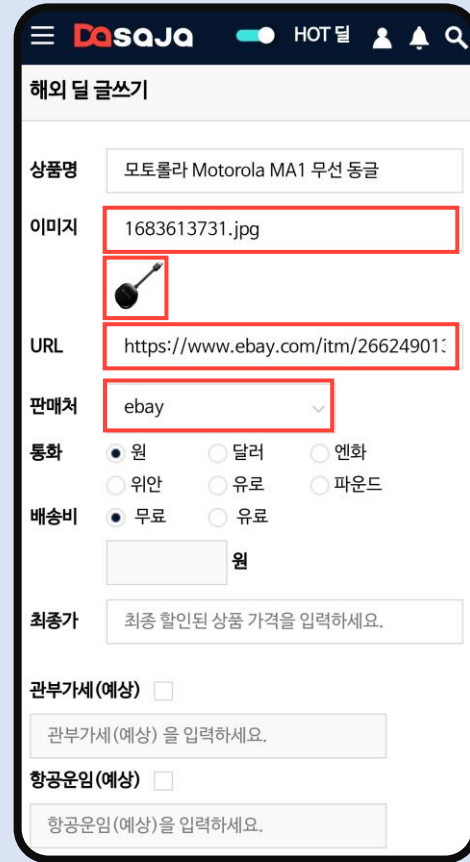 Dasaja HOT딜
해외 딜 글쓰기
상품명 모토롤라 Motorola MA1 무선 동글
이미지 1683613731.jpg
URL https://www.ebay.com/itm/266249013
판매처 ebay
통화 원 달러 엔화
위안 유로 파운드
배송비 무료 유료
원
최종가 최종 할인된 상품 가격을 입력하세요.
관부가세(예상)
관부가세(예상) 을 입력하세요.
항공운임(예상)
항공운임(예상)을 입력하세요.